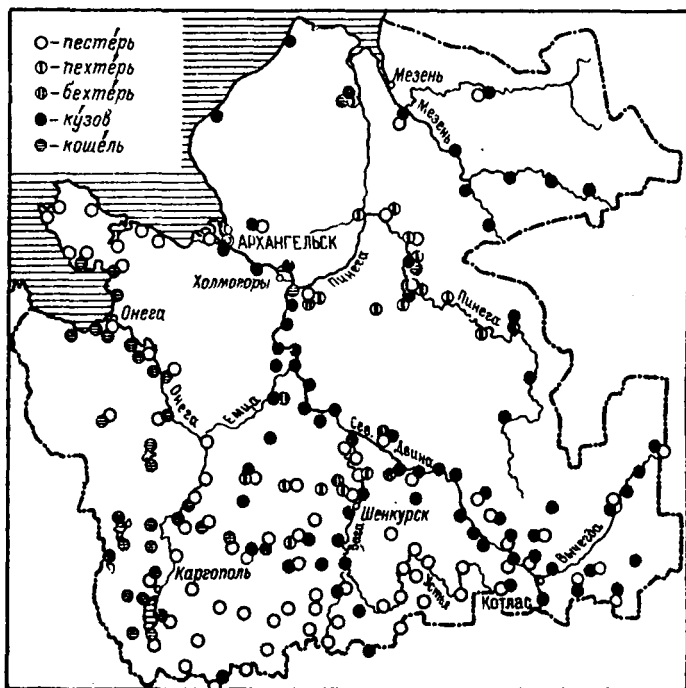 – пестéрь
– пехтéрь
– бехтéрь
– кýзов
– кошéль
Мезень
Мезень
АРХАНГЕЛЬСК
Холмогоры
Пинега
Пинега
Онега
Онега
Емца
Сев. Двина
Шенкурск
Вага
Вычегда
Каргополь
Устья
Котлас